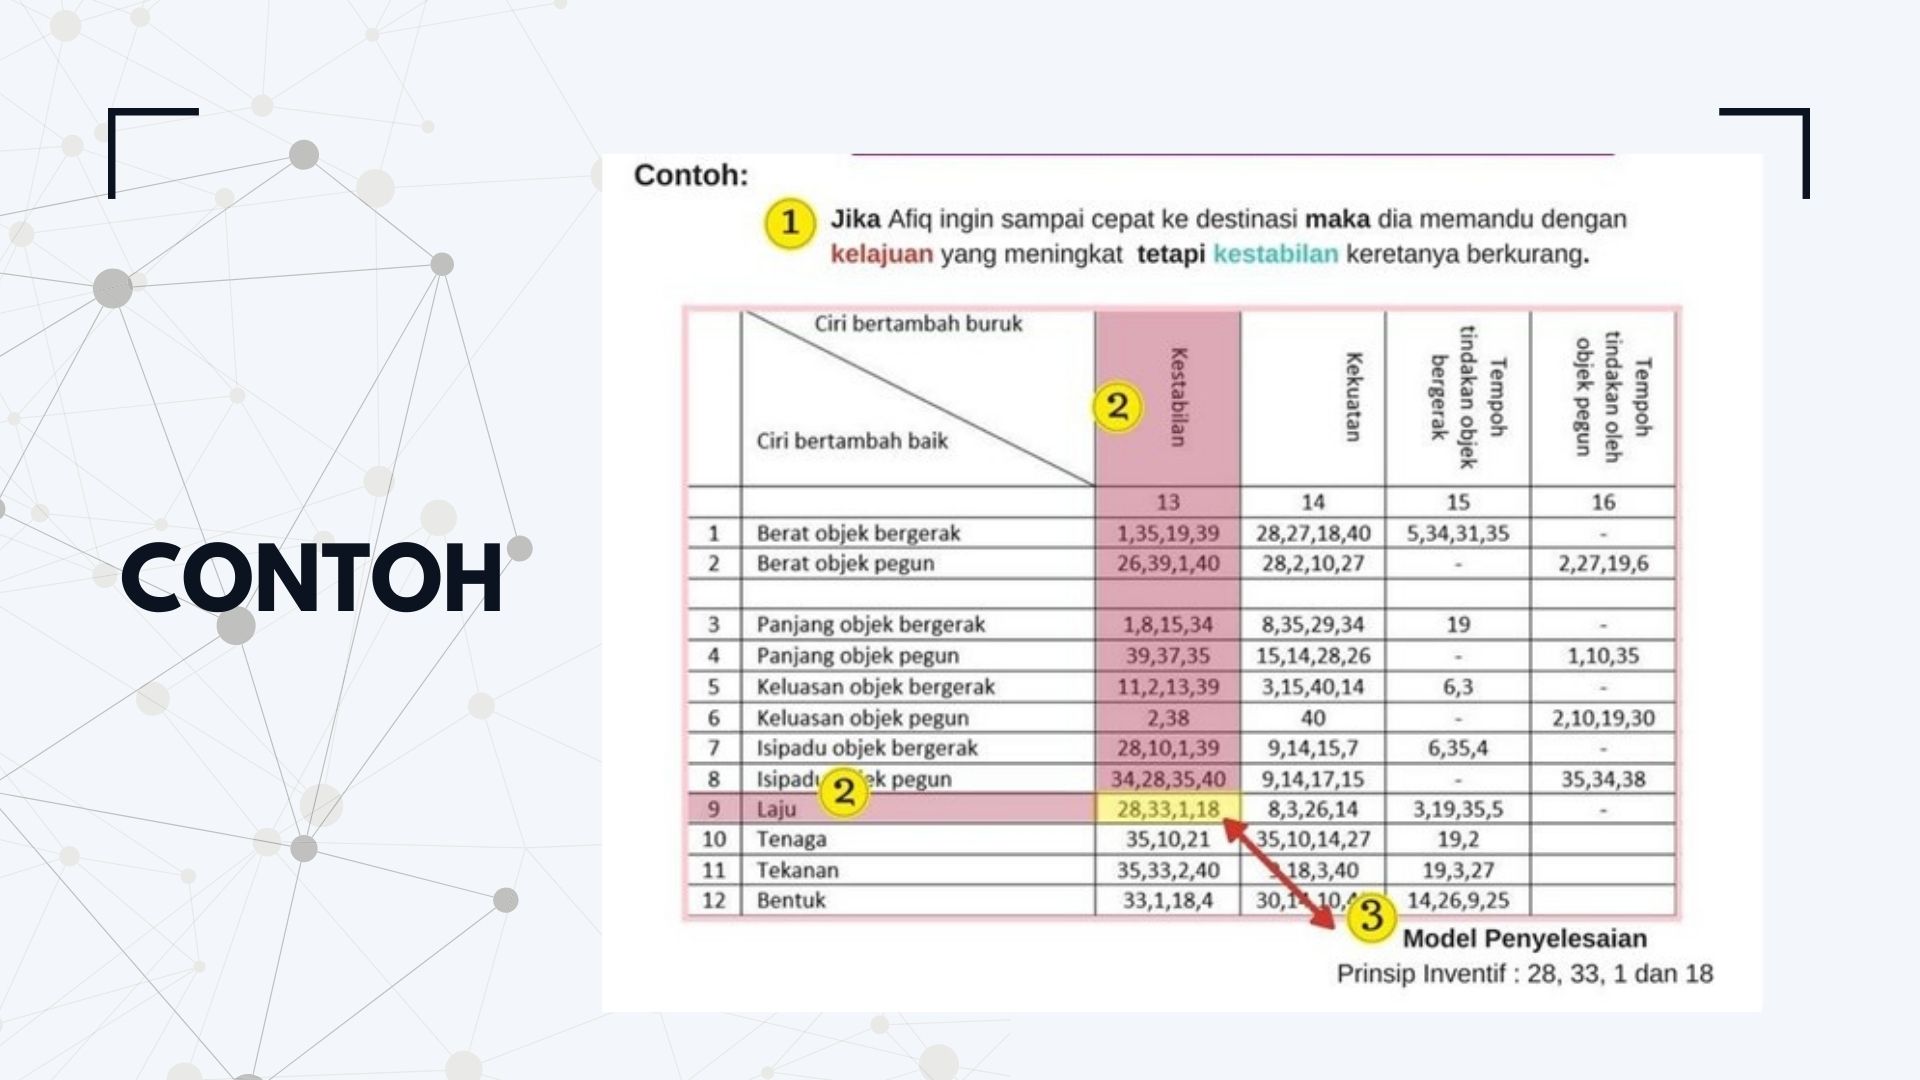 CONTOH
Contoh:
1 Jika Afiq ingin sampai cepat ke destinasi maka dia memandu dengan
kelajuan yang meningkat tetapi kestabilan keretanya berkurang.
Ciri bertambah buruk
Ciri bertambah baik
2
Kestabilan
Kekuatan
Tempoh
tindakan objek
bergerak
Tempoh
tindakan oleh
objek pegun
13 14 15 16
1 Berat objek bergerak 1,35,19,39 28,27,18,40 5,34,31,35 -
2 Berat objek pegun 26,39,1,40 28,2,10,27 - 2,27,19,6
3 Panjang objek bergerak 1,8,15,34 8,35,29,34 19 -
4 Panjang objek pegun 39,37,35 15,14,28,26 - 1,10,35
5 Keluasan objek bergerak 11,2,13,39 3,15,40,14 6,3 -
6 Keluasan objek pegun 2,38 40 - 2,10,19,30
7 Isipadu objek bergerak 28,10,1,39 9,14,15,7 6,35,4 -
8 pegun 34,28,35,40 9,14,17,15 - 35,34,38
2
9 Laju 28,33,1,18 8,3,26,14 3,19,35,5 -
10 Tenaga 35,10,21 35,10,14,27 19,2
11 Tekanan 35,33,2,40 18,3,40 19,3,27
12 Bentuk 33,1,18,4 14,26,9,25
3
Model Penyelesaian
Prinsip Inventif : 28, 33, 1 dan 18